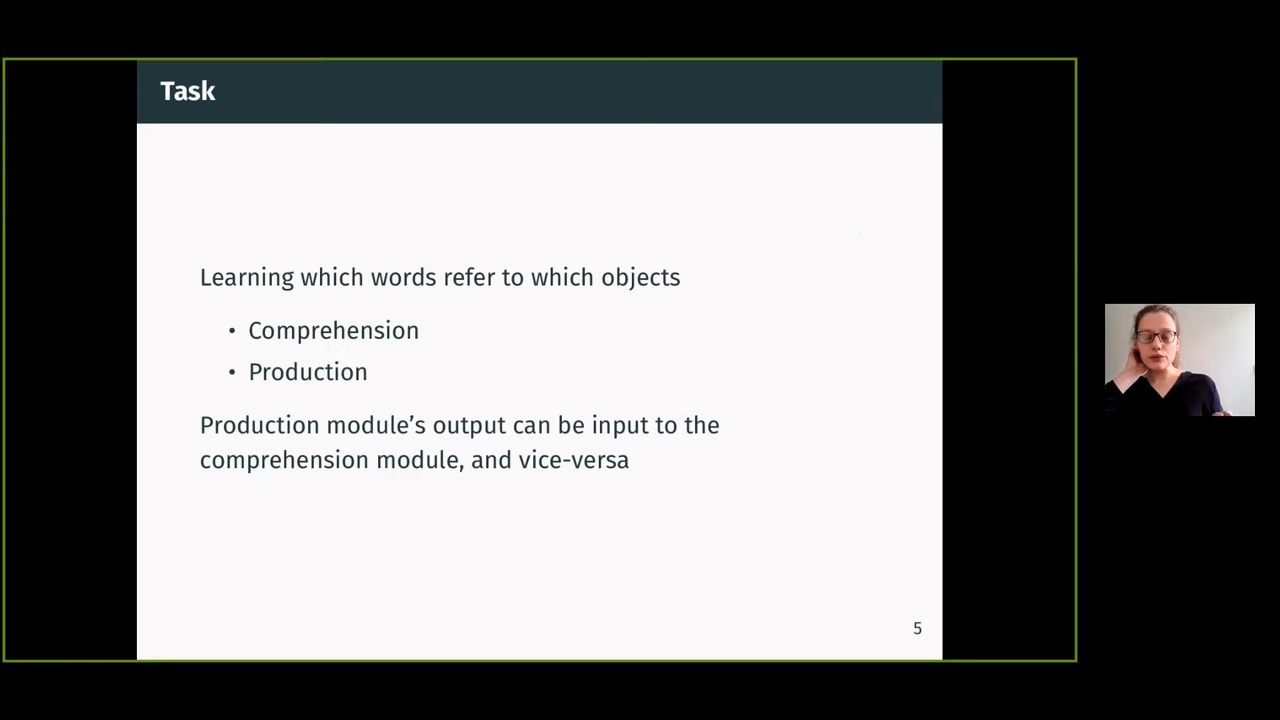 Task
Learning which words refer to which objects
• Comprehension
• Production
Production module’s output can be input to the
comprehension module, and vice-versa
5